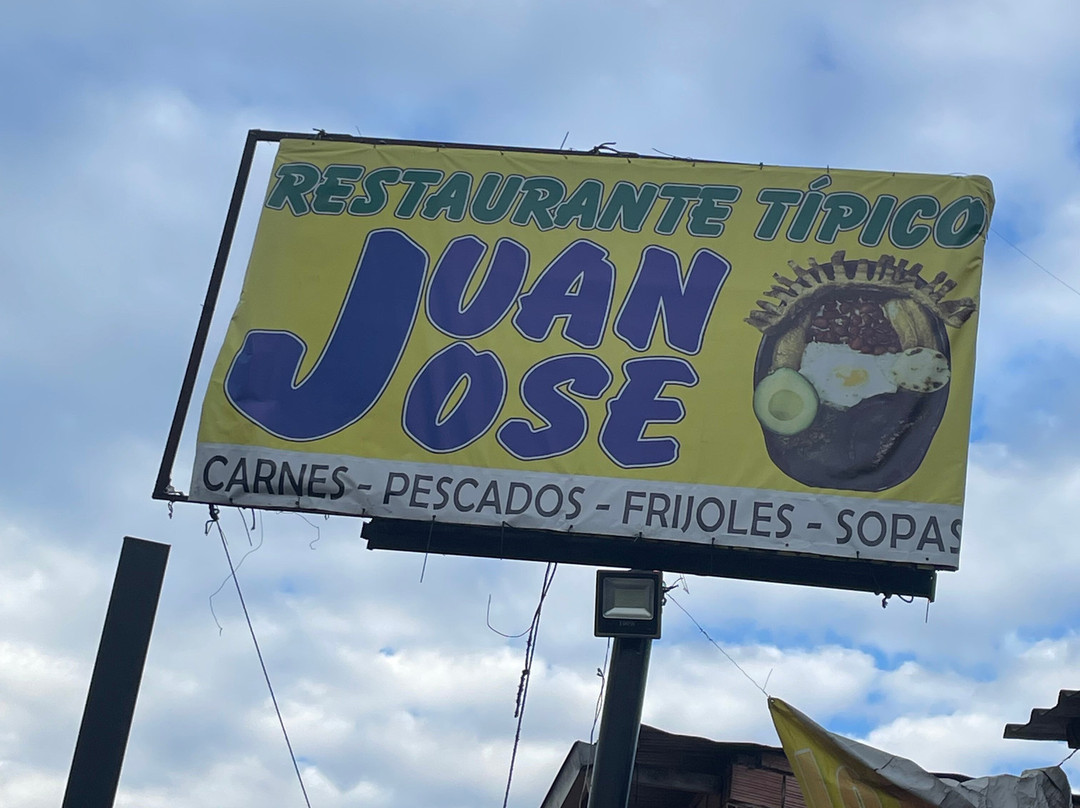 RESTAURANTE TÍPICO
JUAN
JOSE
CARNES - PESCADOS - FRIJOLES - SOPAS